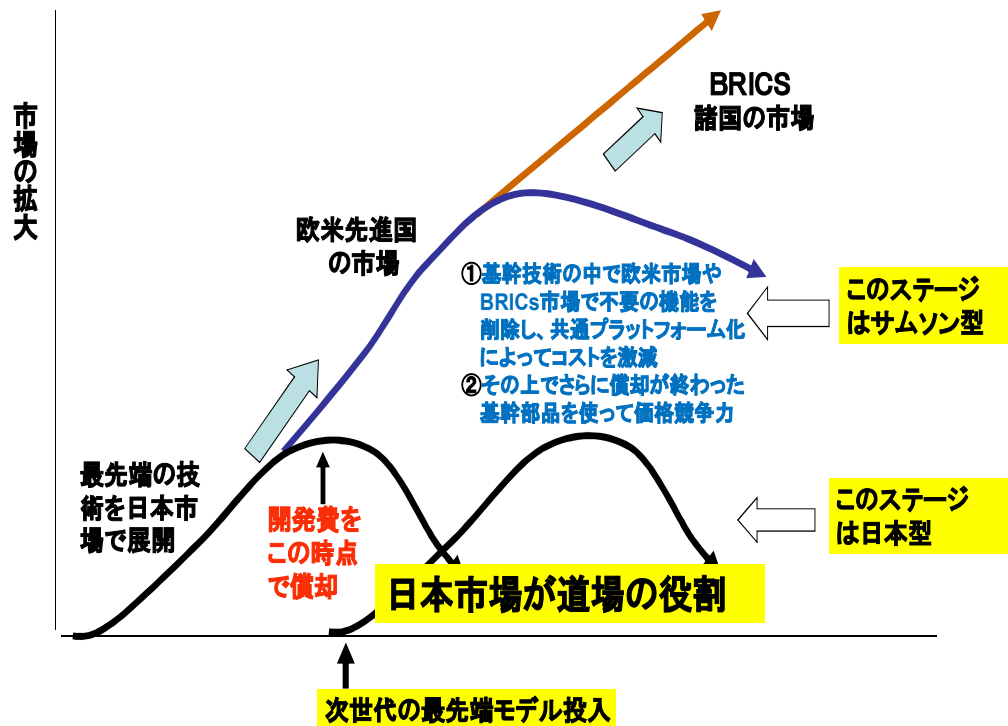 市場の拡大
BRICS
諸国の市場
欧米先進国
の市場
①基幹技術の中で欧米市場や
BRICs市場で不要の機能を
削除し、共通プラットフォーム化
によってコストを激減
②その上でさらに償却が終わった
基幹部品を使って価格競争力
このステージ
はサムソン型
最先端の技
術を日本市
場で展開
開発費を
この時点
で償却
このステージ
は日本型
日本市場が道場の役割
次世代の最先端モデル投入